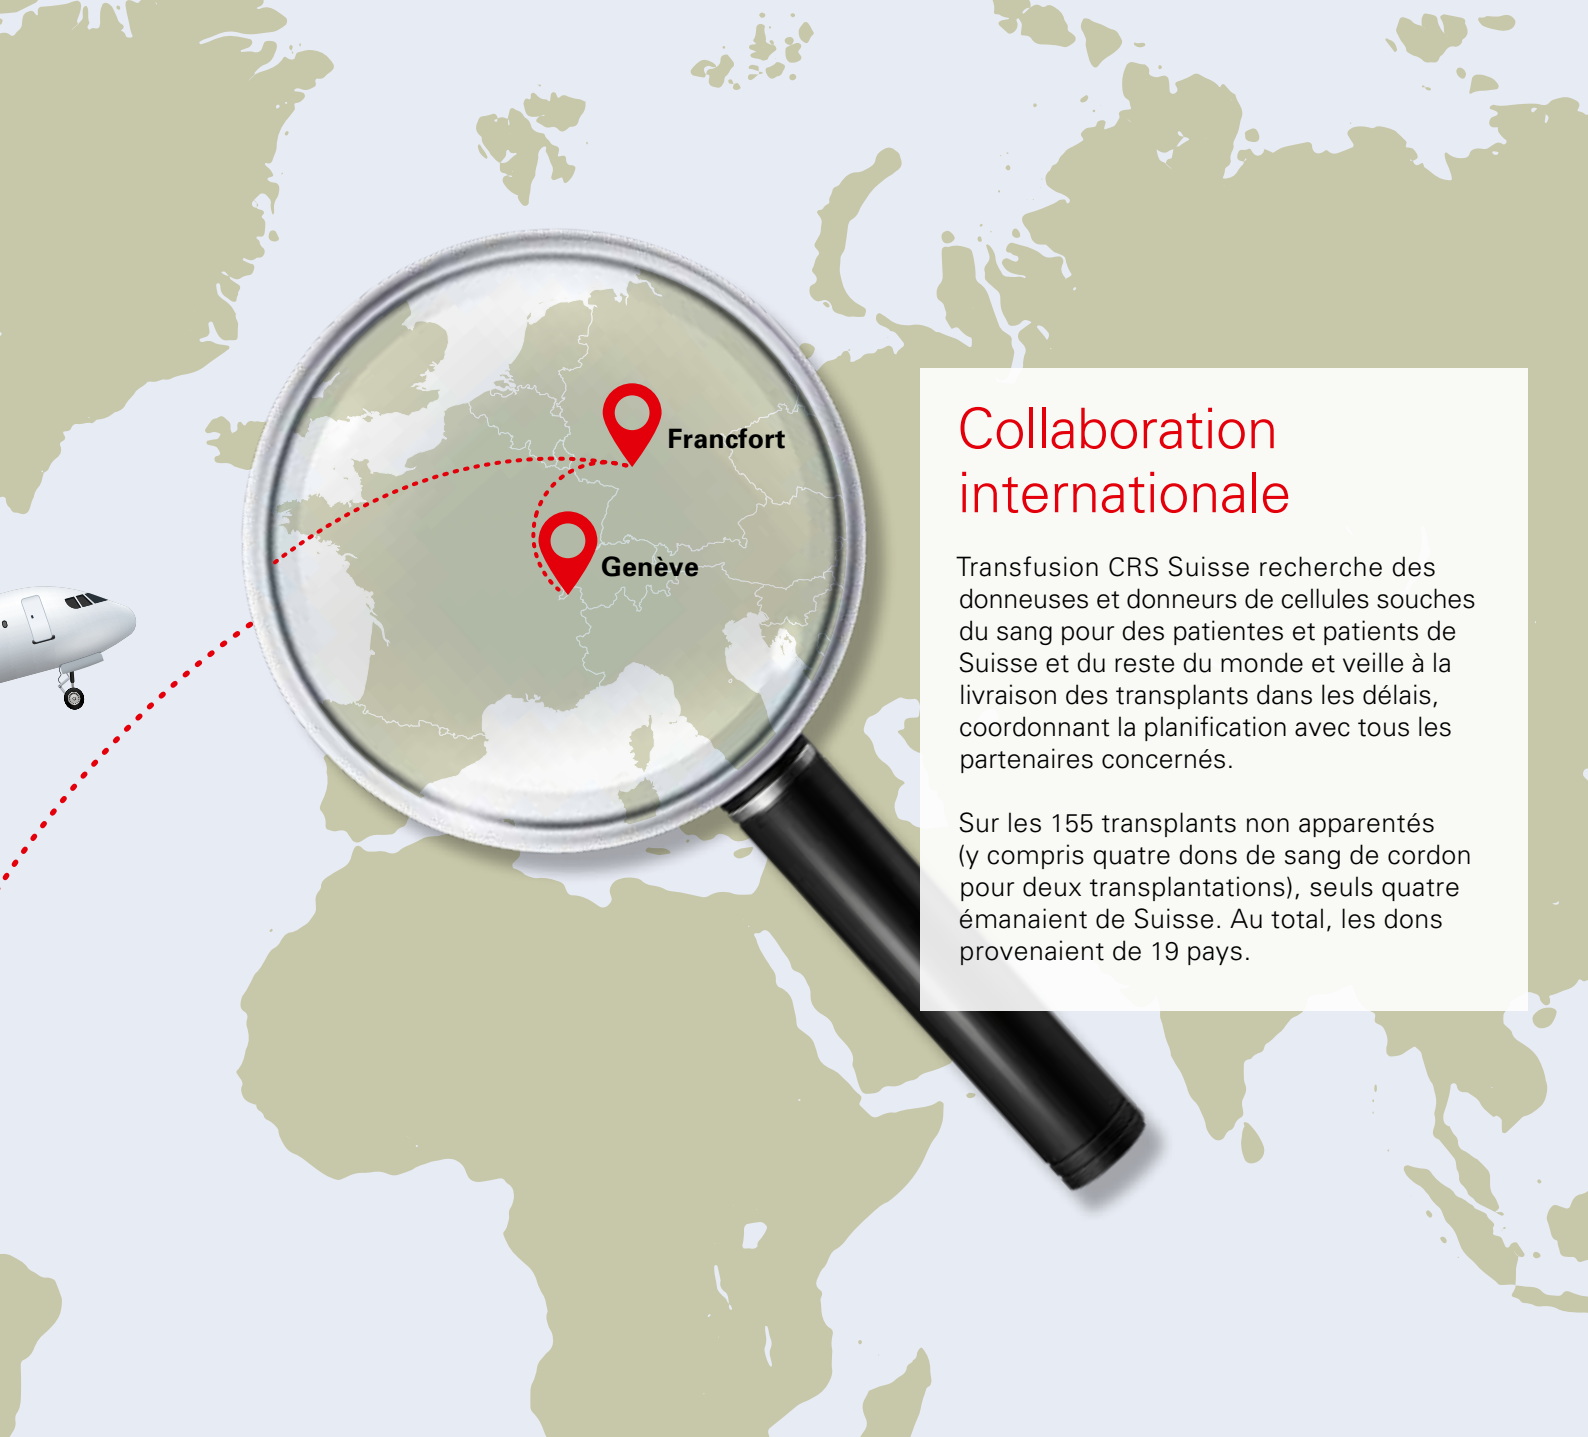 Francfort
Genève
Collaboration
internationale
Transfusion CRS Suisse recherche des
donneuses et donneurs de cellules souches
du sang pour des patientes et patients de
Suisse et du reste du monde et veille à la
livraison des transplants dans les délais,
coordonnant la planification avec tous les
partenaires concernés.
Sur les 155 transplants non apparentés
(y compris quatre dons de sang de cordon
pour deux transplantations), seuls quatre
émanaient de Suisse. Au total, les dons
provenaient de 19 pays.